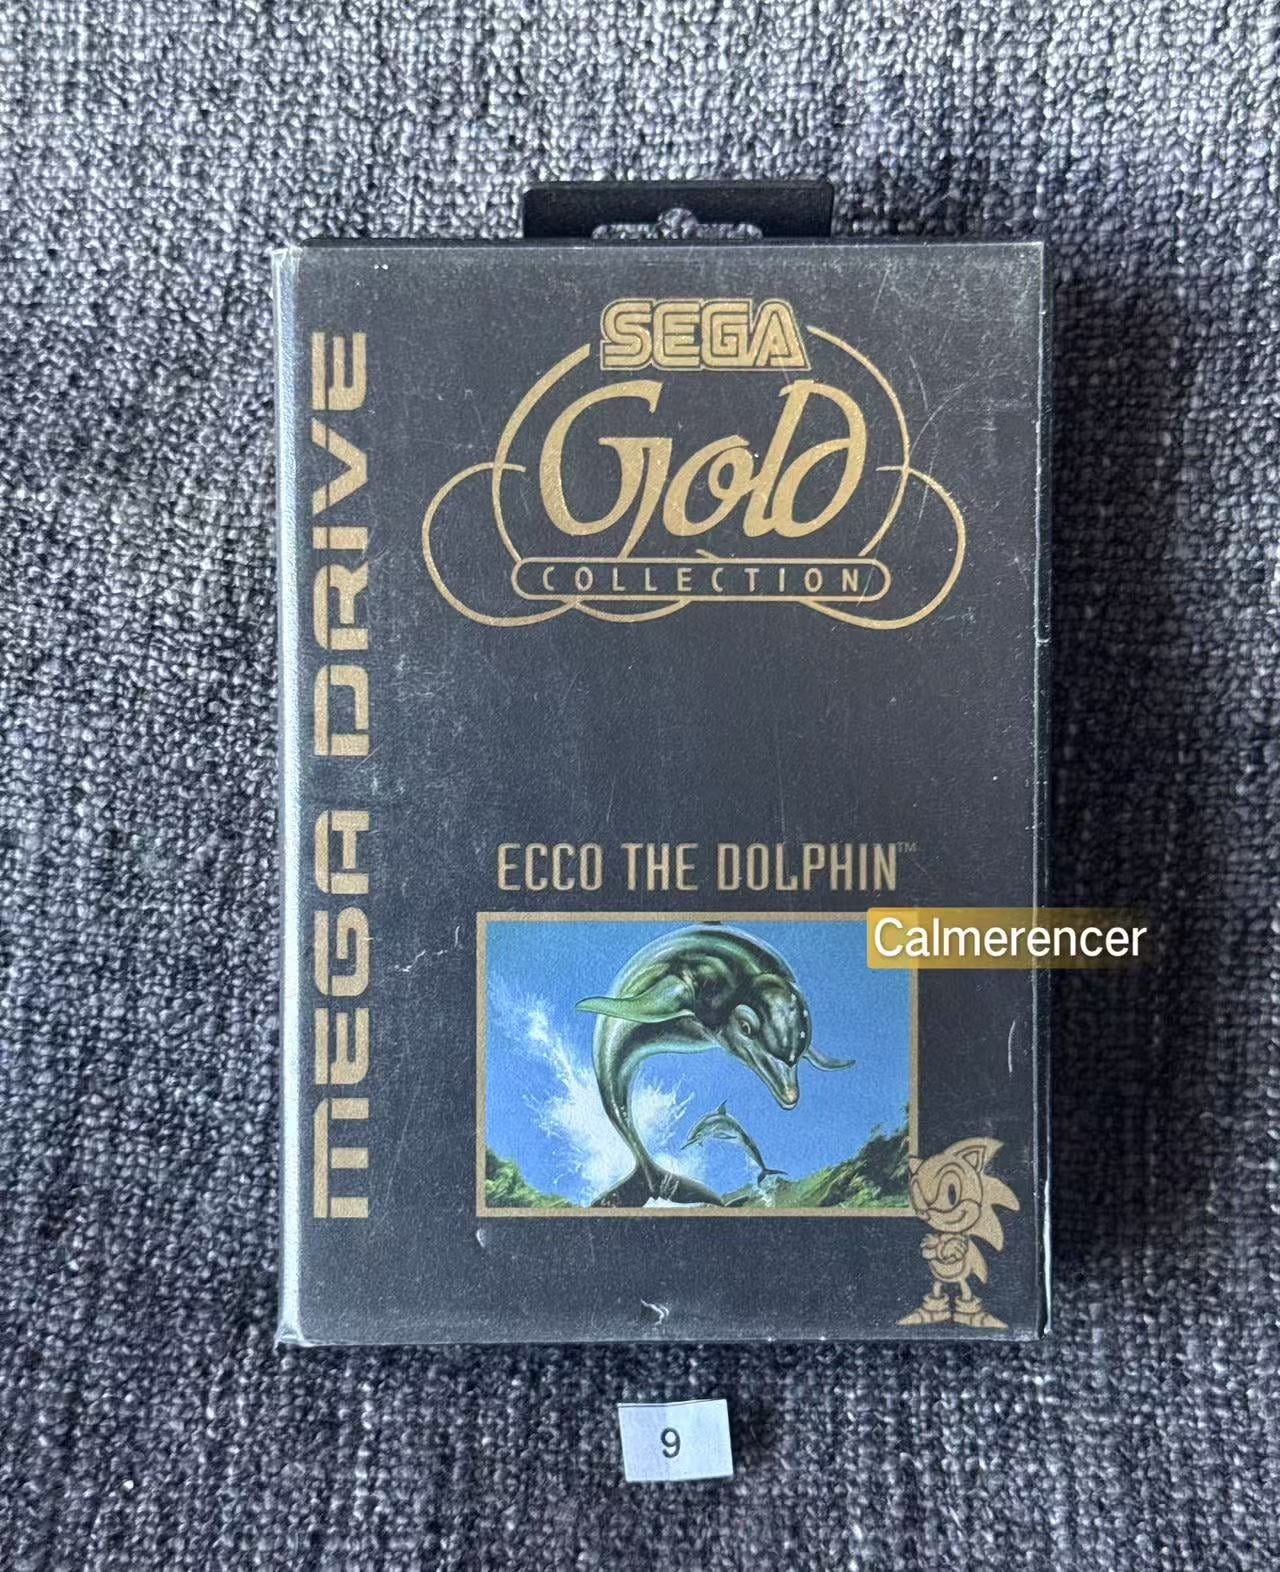 SEGA
Gold
COLLECTION
MEGA DRIVE
ECCO THE DOLPHIN™
Calmerencer
9